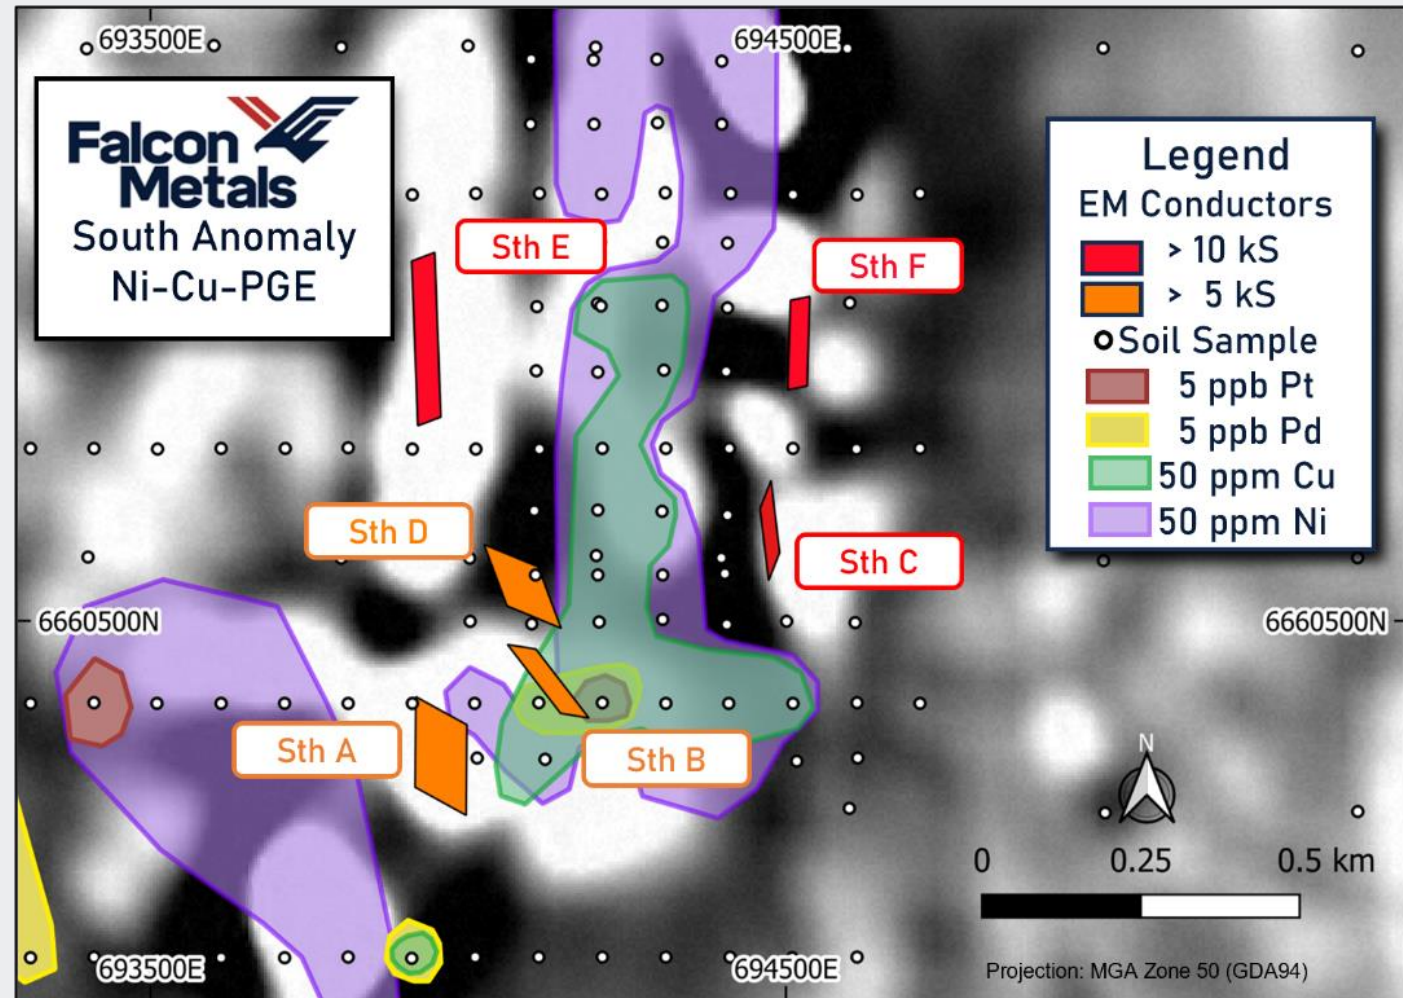 693500E
694500E
Falcon
Metals
South Anomaly
Ni-Cu-PGE
Legend
EM Conductors
> 10 kS
> 5 kS
Soil Sample
5 ppb Pt
5 ppb Pd
50 ppm Cu
50 ppm Ni
Sth E
Sth F
Sth D
Sth C
6660500N
6660500N
Sth A
Sth B
N
0 0.25 0.5 km
693500E
694500E
Projection: MGA Zone 50 (GDA94)